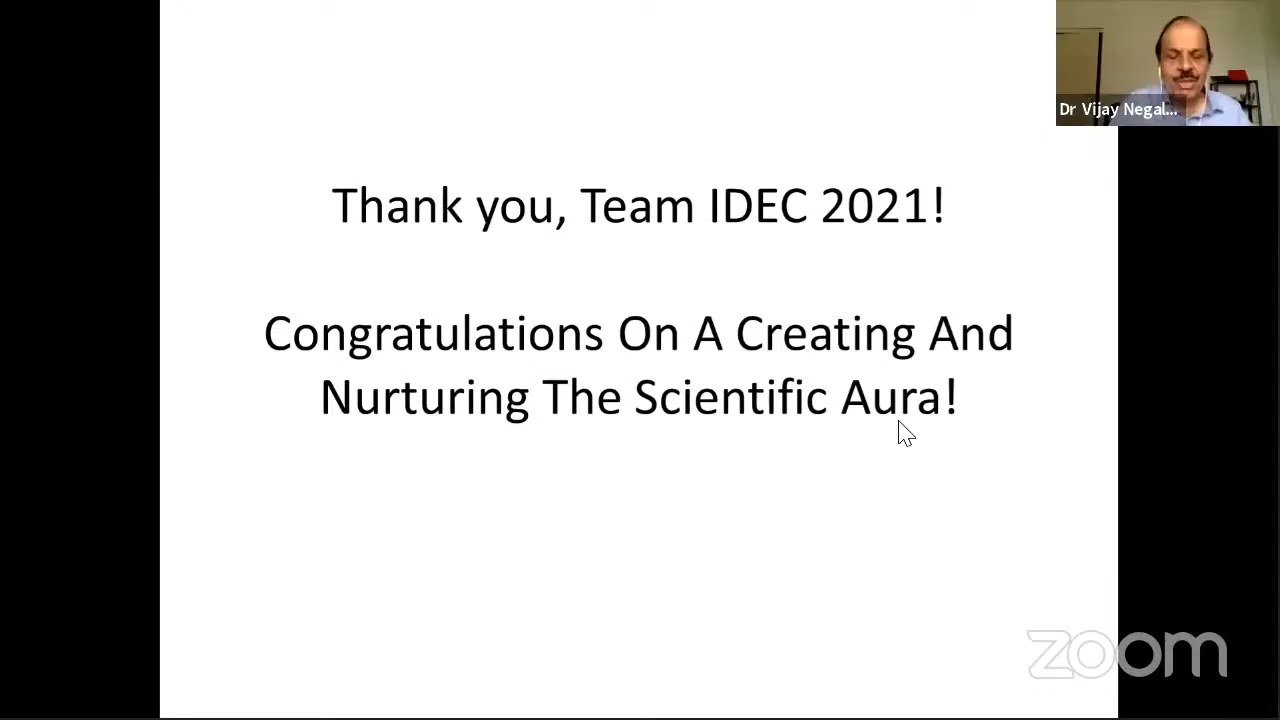 Dr Vijay Negal...
Thank you, Team IDEC 2021!
Congratulations On A Creating And
Nurturing The Scientific Aura!
zoom